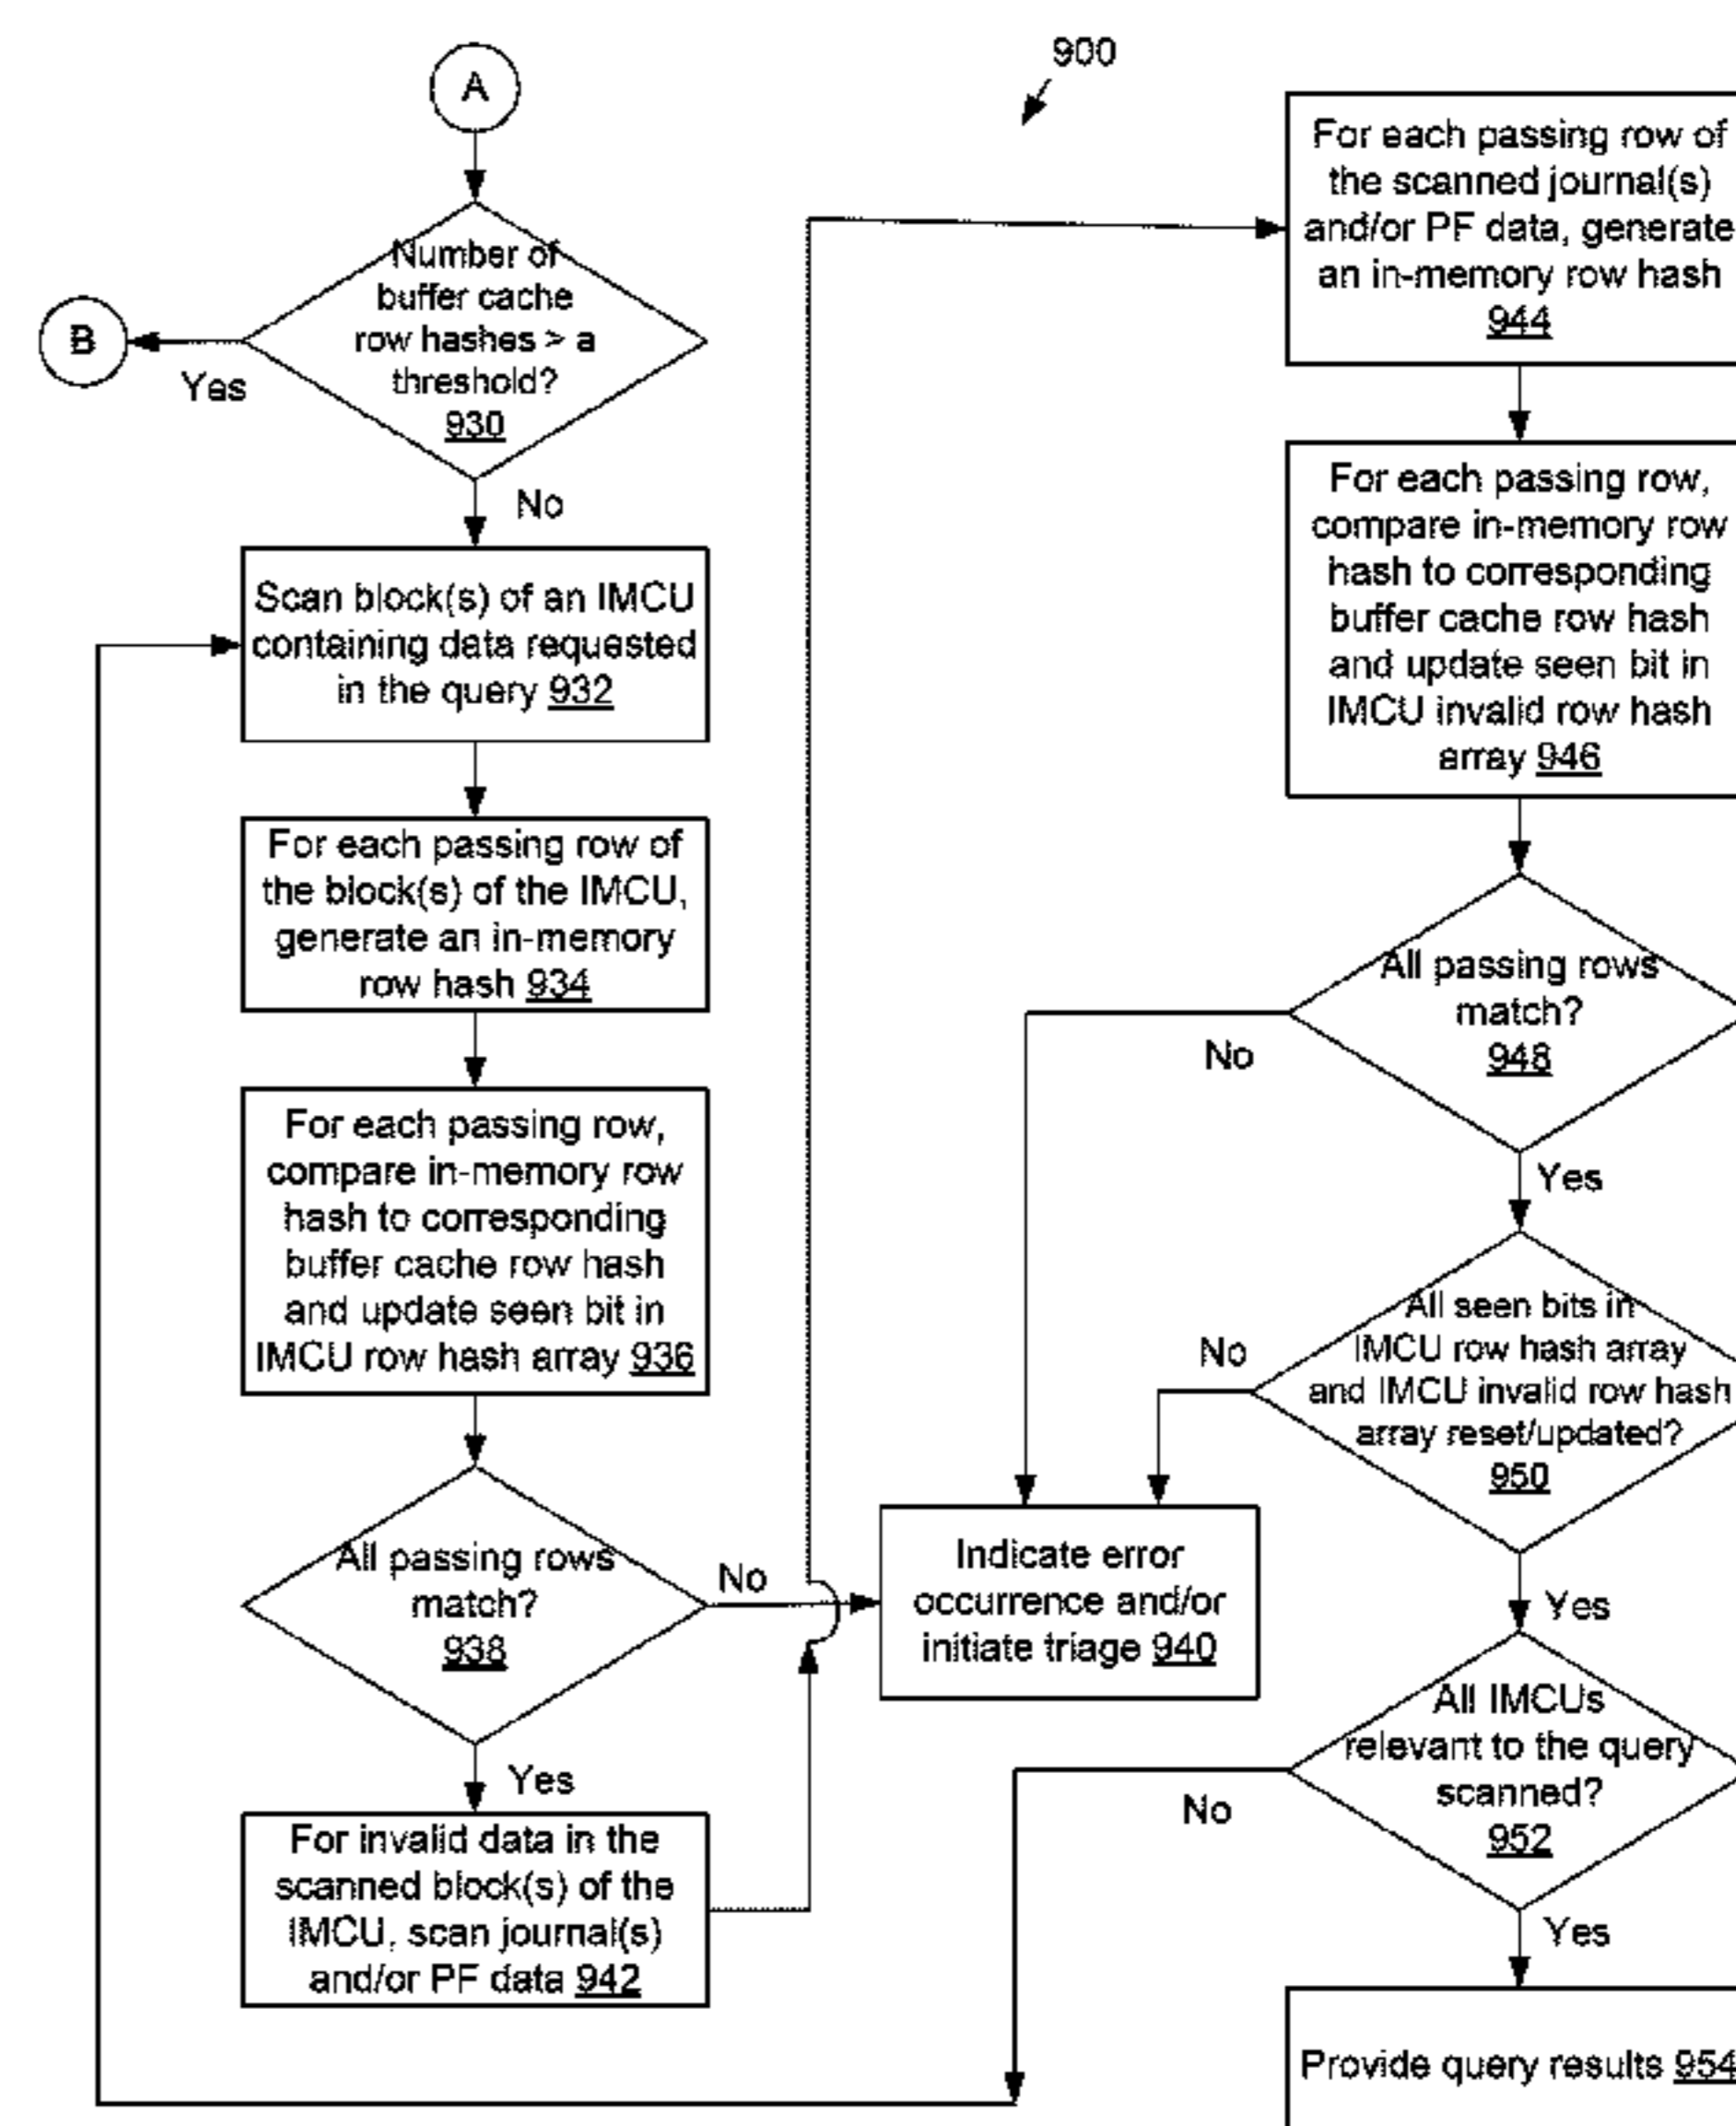 900
A
Number of
buffer cache
row hashes > a
threshold?
930
B
Yes
No
Scan block(s) of an IMCU
containing data requested
in the query 932
For each passing row of
the block(s) of the IMCU,
generate an in-memory
row hash 934
For each passing row,
compare in-memory row
hash to corresponding
buffer cache row hash
and update seen bit in
IMCU row hash array 936
All passing rows
match?
938
No
Yes
For invalid data in the
scanned block(s) of the
IMCU, scan journal(s)
and/or PF data 942
Indicate error
occurrence and/or
initiate triage 940
For each passing row of
the scanned journal(s)
and/or PF data, generate
an in-memory row hash
944
For each passing row,
compare in-memory row
hash to corresponding
buffer cache row hash
and update seen bit in
IMCU invalid row hash
array 946
All passing rows
match?
948
No
Yes
All seen bits in
IMCU row hash array
and IMCU invalid row hash
array reset/updated?
950
No
Yes
All IMCUs
relevant to the query
scanned?
952
No
Yes
Provide query results 954